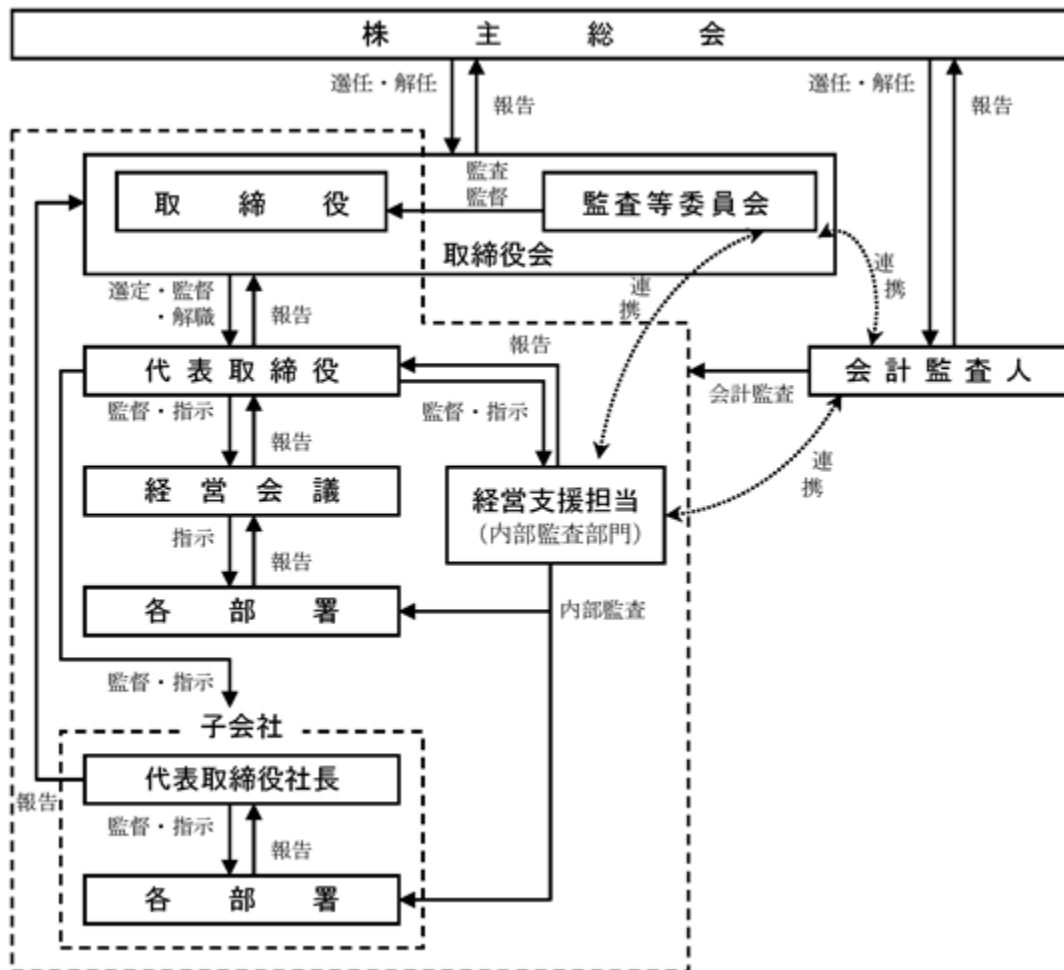 株主総会
選任・解任
報告
選任・解任
報告
監査
監督
取締役
監査等委員会
取締役会
連
携
連
携
選定・監督
・解職
報告
代表取締役
報告
会計監査人
会計監査
監督・指示
報告
監督・指示
連
携
経営会議
経営支援担当
(内部監査部門)
指示
報告
各部署
内部監査
監督・指示
子会社
代表取締役社長
報告
監督・指示
報告
各部署